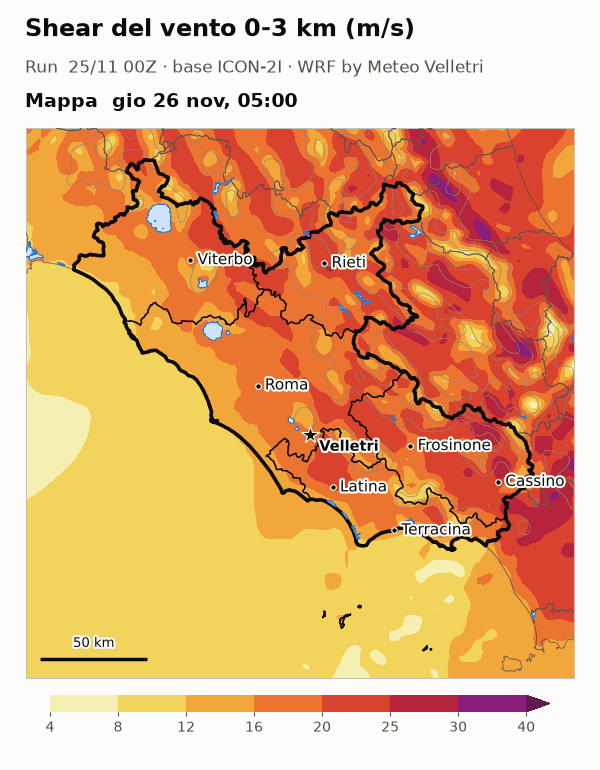 Shear del vento 0-3 km (m/s)
Run  25/11 00Z · base ICON-2I · WRF by Meteo Velletri
Mappa  gio 26 nov, 05:00
Viterbo
Rieti
Roma
Velletri
Frosinone
Latina
Cassino
Terracina
50 km
4 8 12 16 20 25 30 40